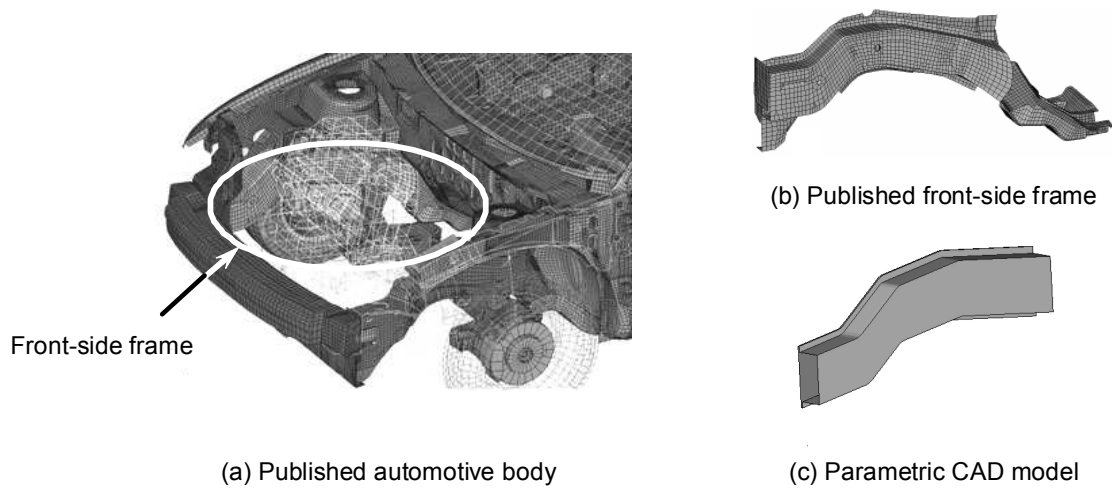 (b) Published front-side frame
Front-side frame
(a) Published automotive body
(c) Parametric CAD model